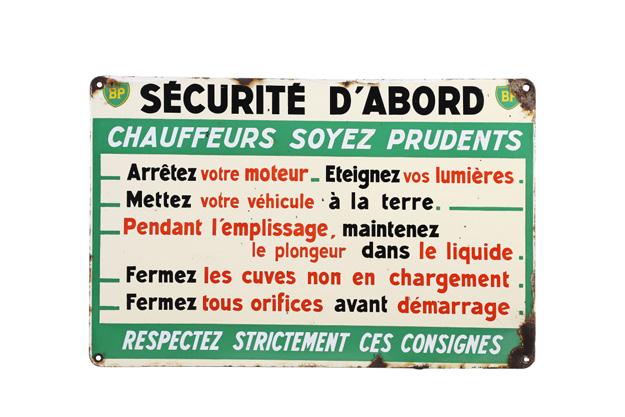 BP SÉCURITÉ D'ABORD BP
CHAUFFEURS SOYEZ PRUDENTS
Arrêtez votre moteur_ Eteignez vos lumières.
Mettez votre véhicule à la terre.
Pendant l'emplissage, maintenez
le plongeur dans le liquide.
Fermez les cuves non en chargement.
Fermez tous orifices avant démarrage.
RESPECTEZ STRICTEMENT CES CONSIGNES